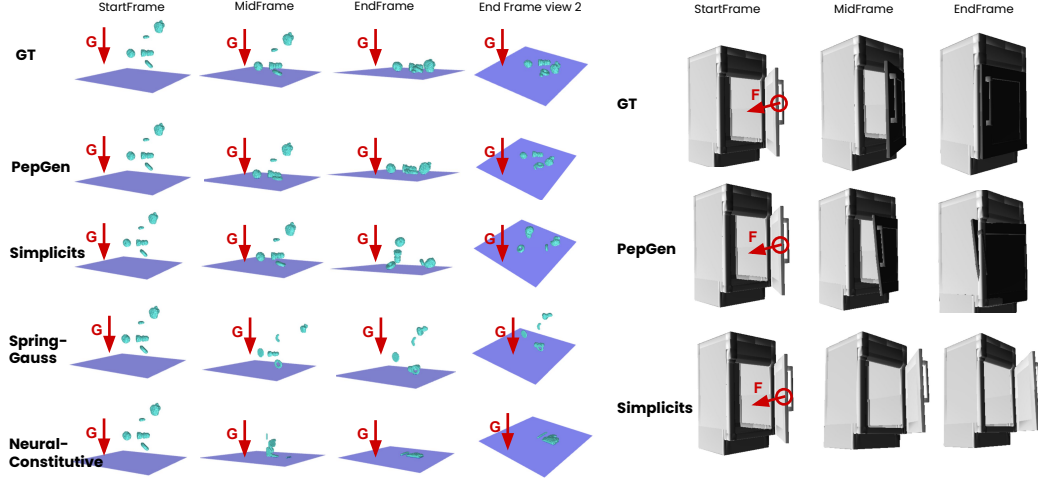 StartFrame MidFrame EndFrame End Frame view 2
GT
G G G G
PepGen
G G G G
Simplicits
G G G G
Spring-
Gauss
G G G G
Neural-
Constitutive
G G G G
StartFrame MidFrame EndFrame
GT
F
PepGen
F
Simplicits
F